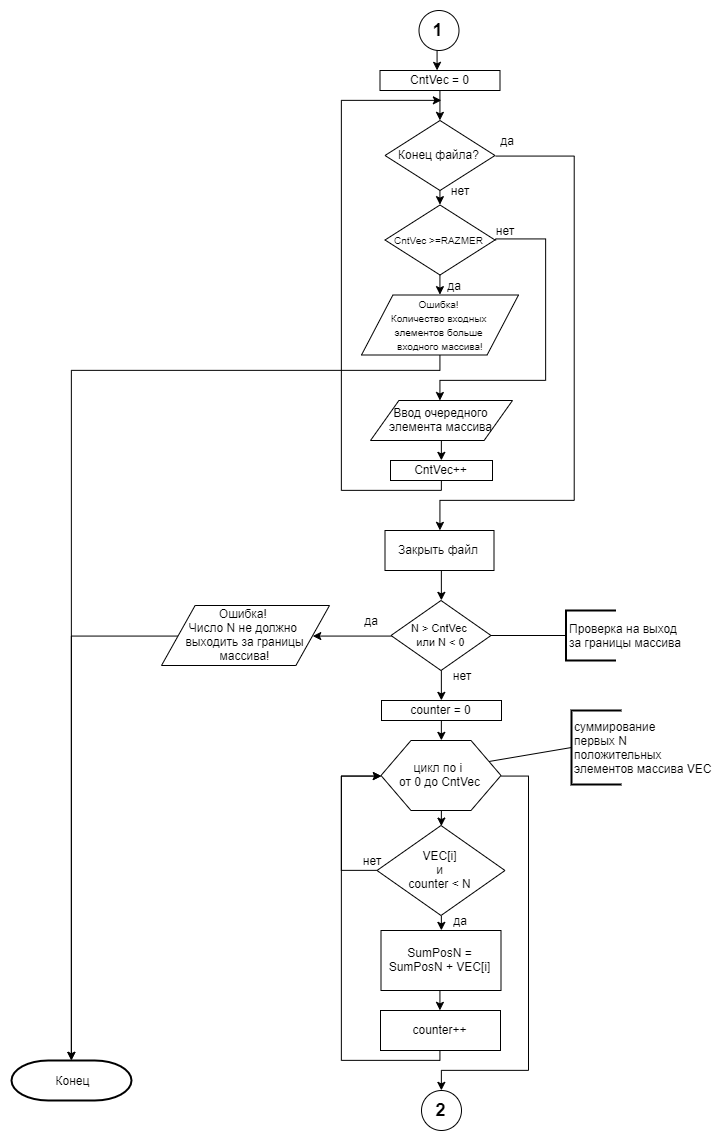 1
CntVec = 0
Конец файла?
да
нет
CntVec >=RAZMER
нет
да
Ошибка!
Количество входных
элементов больше
входного массива!
Ввод очередного
элемента массива
CntVec++
Закрыть файл
Ошибка!
Число N не должно
выходить за границы
массива!
да
N > CntVec
или N < 0
Проверка на выход
за границы массива
нет
counter = 0
суммирование
первых N
положительных
элементов массива VEC
цикл по i
от 0 до CntVec
нет
VEC[i]
и
counter < N
да
SumPosN =
SumPosN + VEC[i]
counter++
Конец
2